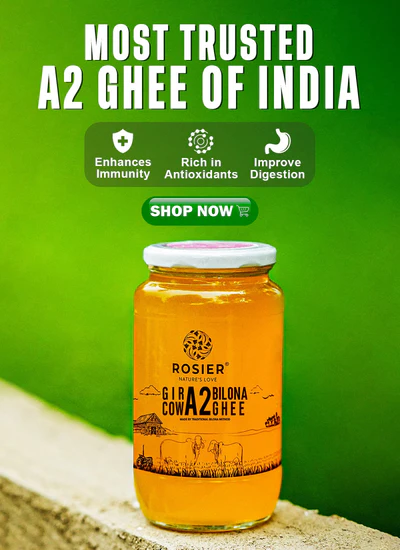 MOST TRUSTED
A2 GHEE OF INDIA
Enhances
Immunity
Rich in
Antioxidants
Improve
Digestion
SHOP NOW
ROSIER®
NATURE'S LOVE
GIR COW A2 BILONA GHEE
MADE BY TRADITIONAL BILONA METHOD